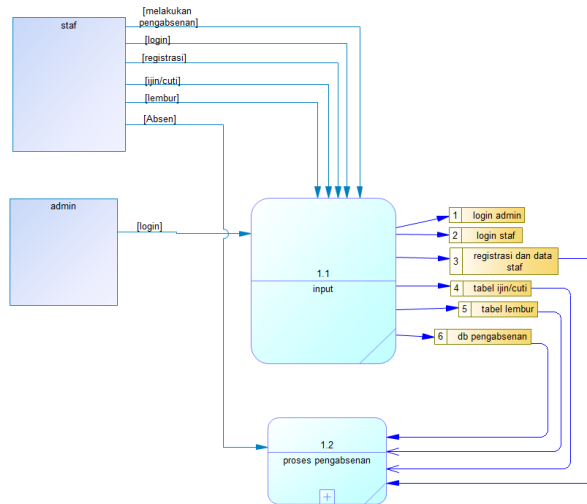 staf
[melakukan
pengabsenan]
[login]
[registrasi]
[ijin/cuti]
[lembur]
[Absen]
admin
[login]
1.1
input
1 login admin
2 login staf
3 registrasi dan data
staf
4 tabel ijin/cuti
5 tabel lembur
6 db pengabsenan
1.2
proses pengabsenan